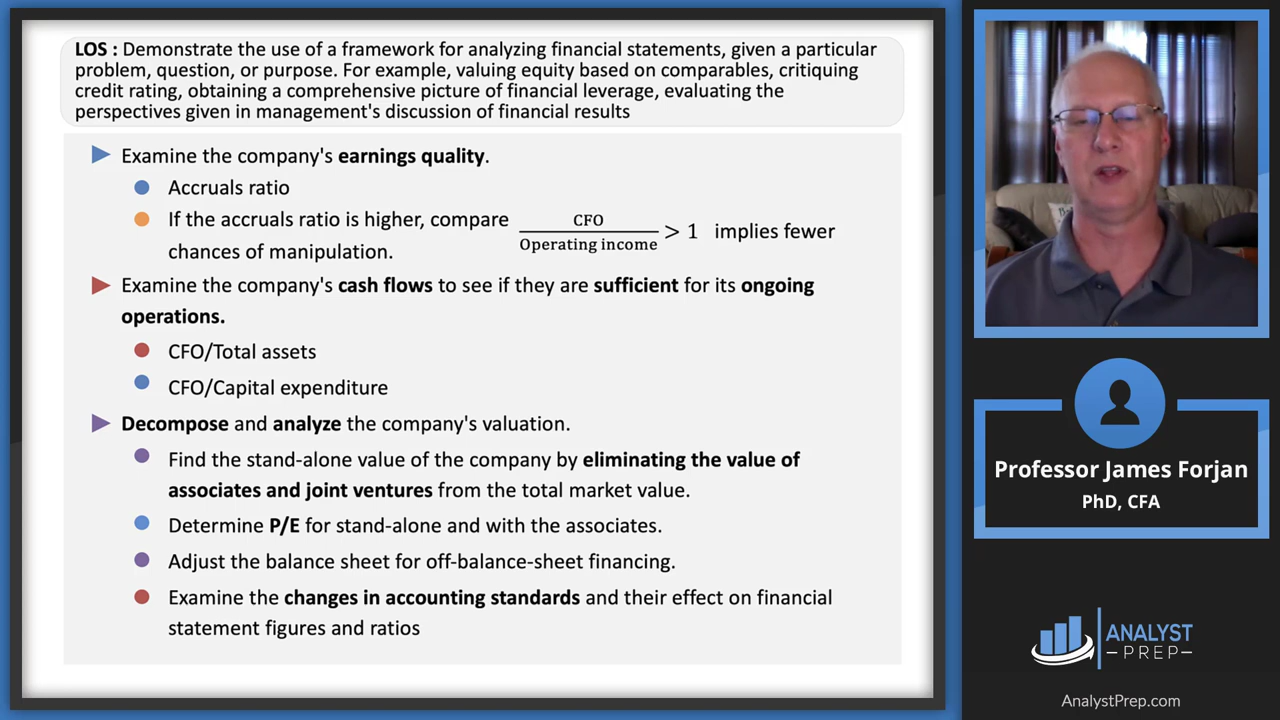 LOS : Demonstrate the use of a framework for analyzing financial statements, given a particular
problem, question, or purpose. For example, valuing equity based on comparables, critiquing
credit rating, obtaining a comprehensive picture of financial leverage, evaluating the
perspectives given in management's discussion of financial results
Examine the company's earnings quality.
Accruals ratio
If the accruals ratio is higher, compare CFO/Operating income > 1 implies fewer
chances of manipulation.
Examine the company's cash flows to see if they are sufficient for its ongoing
operations.
CFO/Total assets
CFO/Capital expenditure
Decompose and analyze the company's valuation.
Find the stand-alone value of the company by eliminating the value of
associates and joint ventures from the total market value.
Determine P/E for stand-alone and with the associates.
Adjust the balance sheet for off-balance-sheet financing.
Examine the changes in accounting standards and their effect on financial
statement figures and ratios
Professor James Forjan
PhD, CFA
ANALYST
PREP
AnalystPrep.com